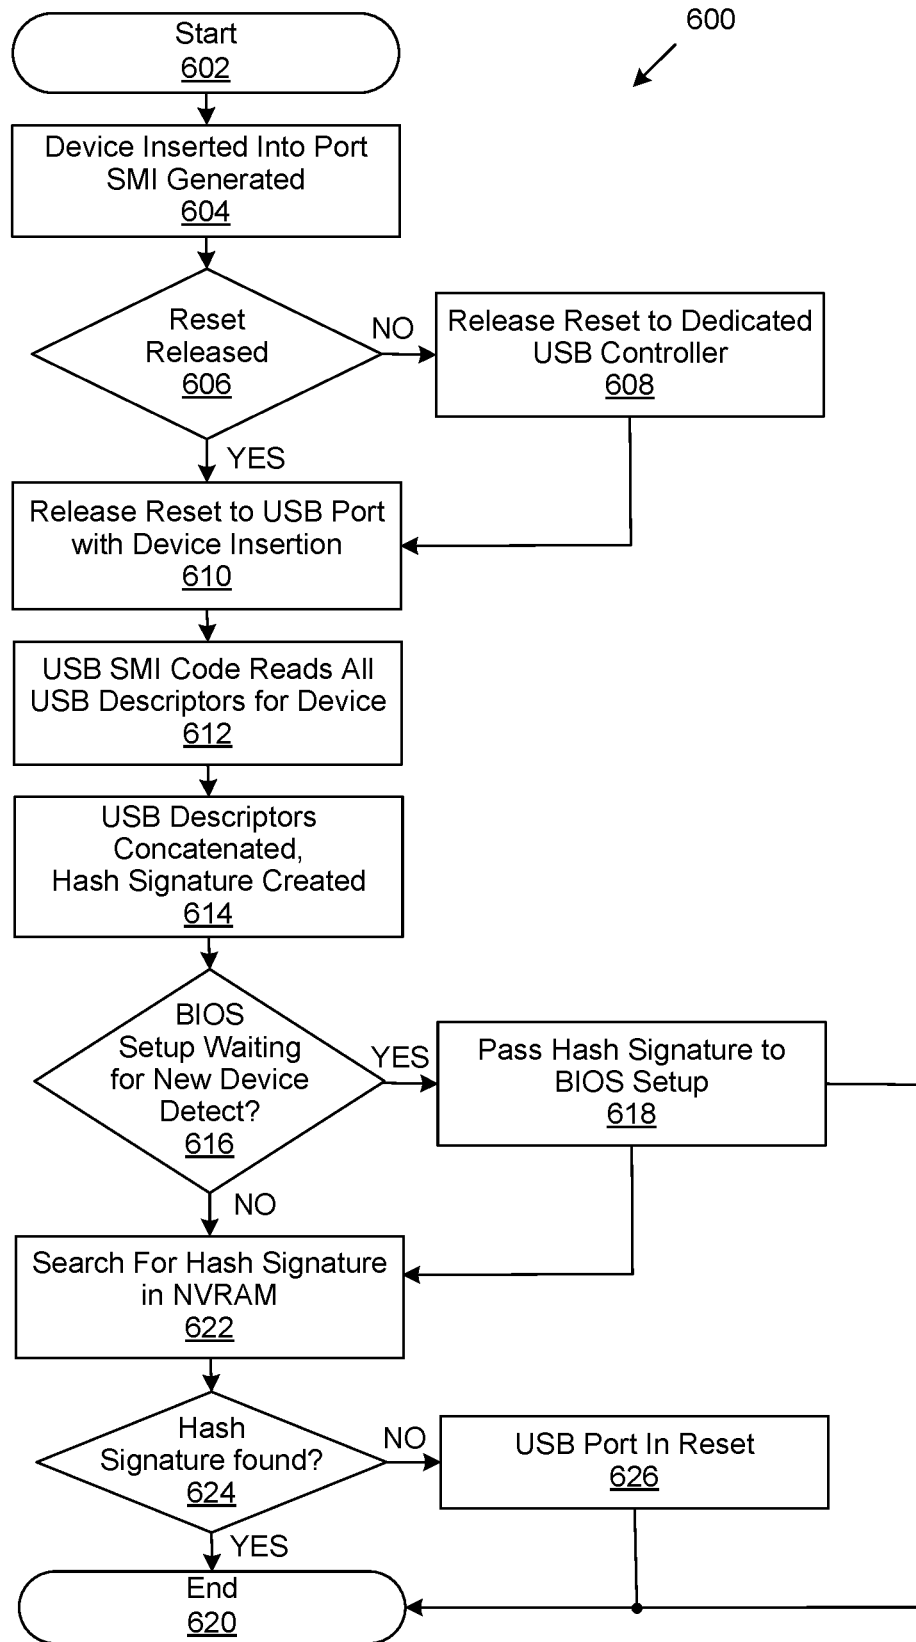 600
Start
602
Device Inserted Into Port
SMI Generated
604
Reset
Released
606
NO
Release Reset to Dedicated
USB Controller
608
YES
Release Reset to USB Port
with Device Insertion
610
USB SMI Code Reads All
USB Descriptors for Device
612
USB Descriptors
Concatenated,
Hash Signature Created
614
BIOS
Setup Waiting
for New Device
Detect?
616
YES
Pass Hash Signature to
BIOS Setup
618
NO
Search For Hash Signature
in NVRAM
622
Hash
Signature found?
624
NO
USB Port In Reset
626
YES
End
620